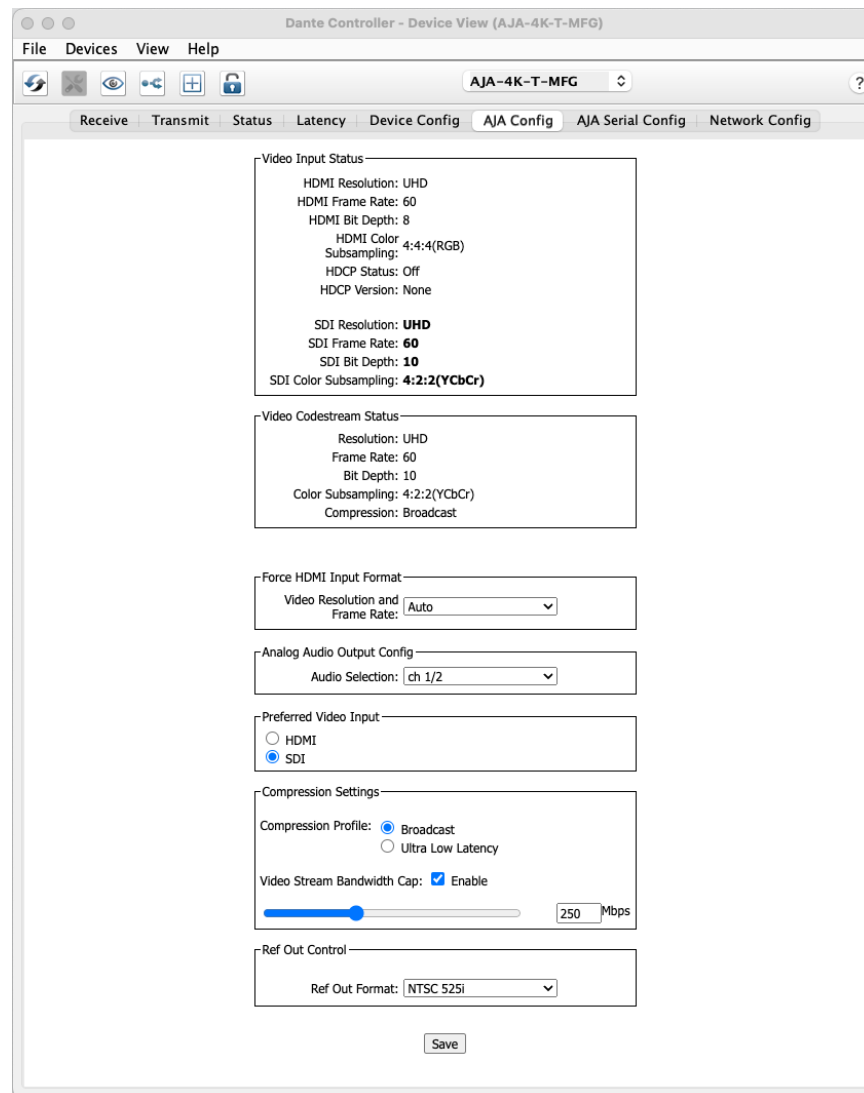 Dante Controller - Device View (AJA-4K-T-MFG)
File Devices View Help
AJA-4K-T-MFG
?
Receive Transmit Status Latency Device Config AJA Config AJA Serial Config Network Config
Video Input Status
HDMI Resolution: UHD
HDMI Frame Rate: 60
HDMI Bit Depth: 8
HDMI Color
Subsampling: 4:4:4(RGB)
HDCP Status: Off
HDCP Version: None
SDI Resolution: UHD
SDI Frame Rate: 60
SDI Bit Depth: 10
SDI Color Subsampling: 4:2:2(YCbCr)
Video Codestream Status
Resolution: UHD
Frame Rate: 60
Bit Depth: 10
Color Subsampling: 4:2:2(YCbCr)
Compression: Broadcast
Force HDMI Input Format
Video Resolution and
Frame Rate: Auto
Analog Audio Output Config
Audio Selection: ch 1/2
Preferred Video Input
HDMI
SDI
Compression Settings
Compression Profile: Broadcast
Ultra Low Latency
Video Stream Bandwidth Cap: Enable
250 Mbps
Ref Out Control
Ref Out Format: NTSC 525i
Save